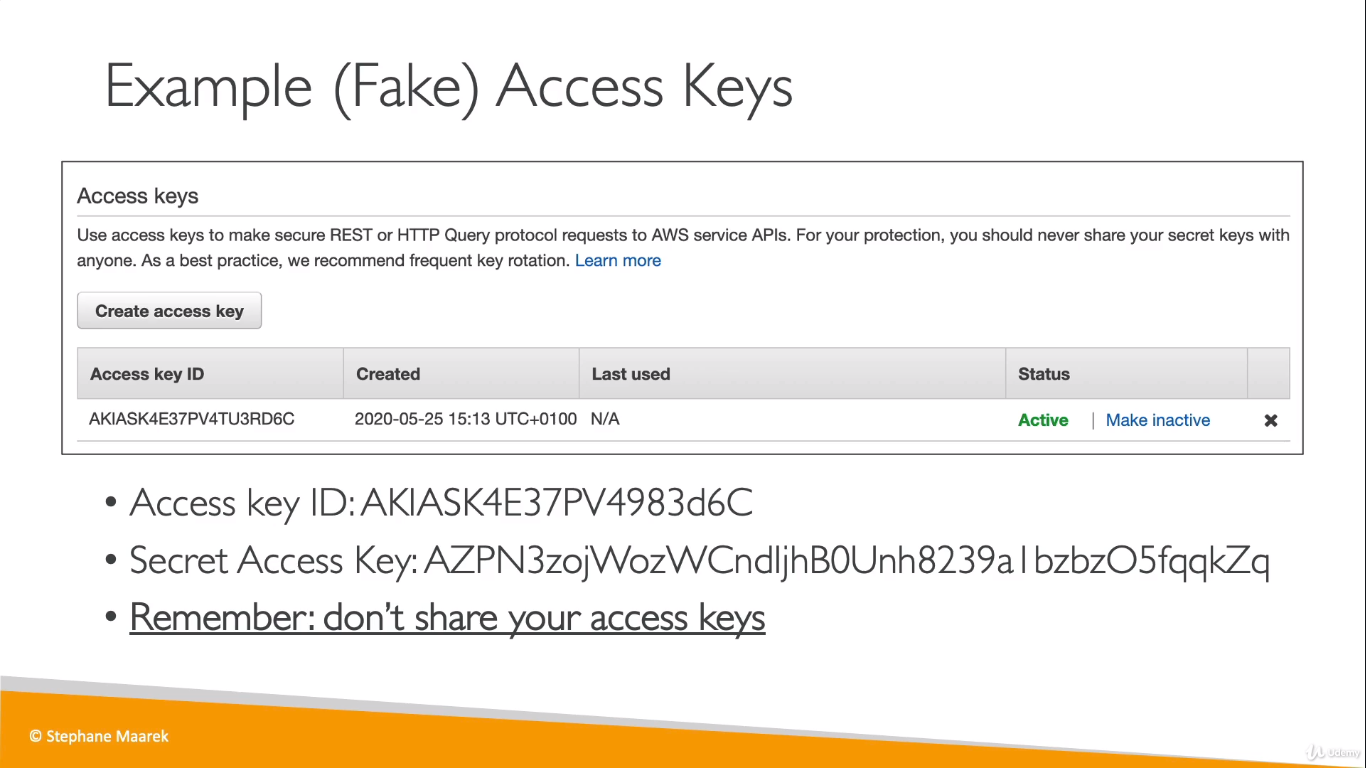 Example (Fake) Access Keys
Access keys
Use access keys to make secure REST or HTTP Query protocol requests to AWS service APIs. For your protection, you should never share your secret keys with
anyone. As a best practice, we recommend frequent key rotation. Learn more
Create access key
Access key ID Created Last used Status
AKIASK4E37PV4TU3RD6C 2020-05-25 15:13 UTC+0100 N/A Active | Make inactive ✖
• Access key ID: AKIASK4E37PV4983d6C
• Secret Access Key: AZPN3zojWozWCndIjhB0Unh8239a1bzbzO5fqqkZq
• Remember: don’t share your access keys
© Stephane Maarek
Udemy